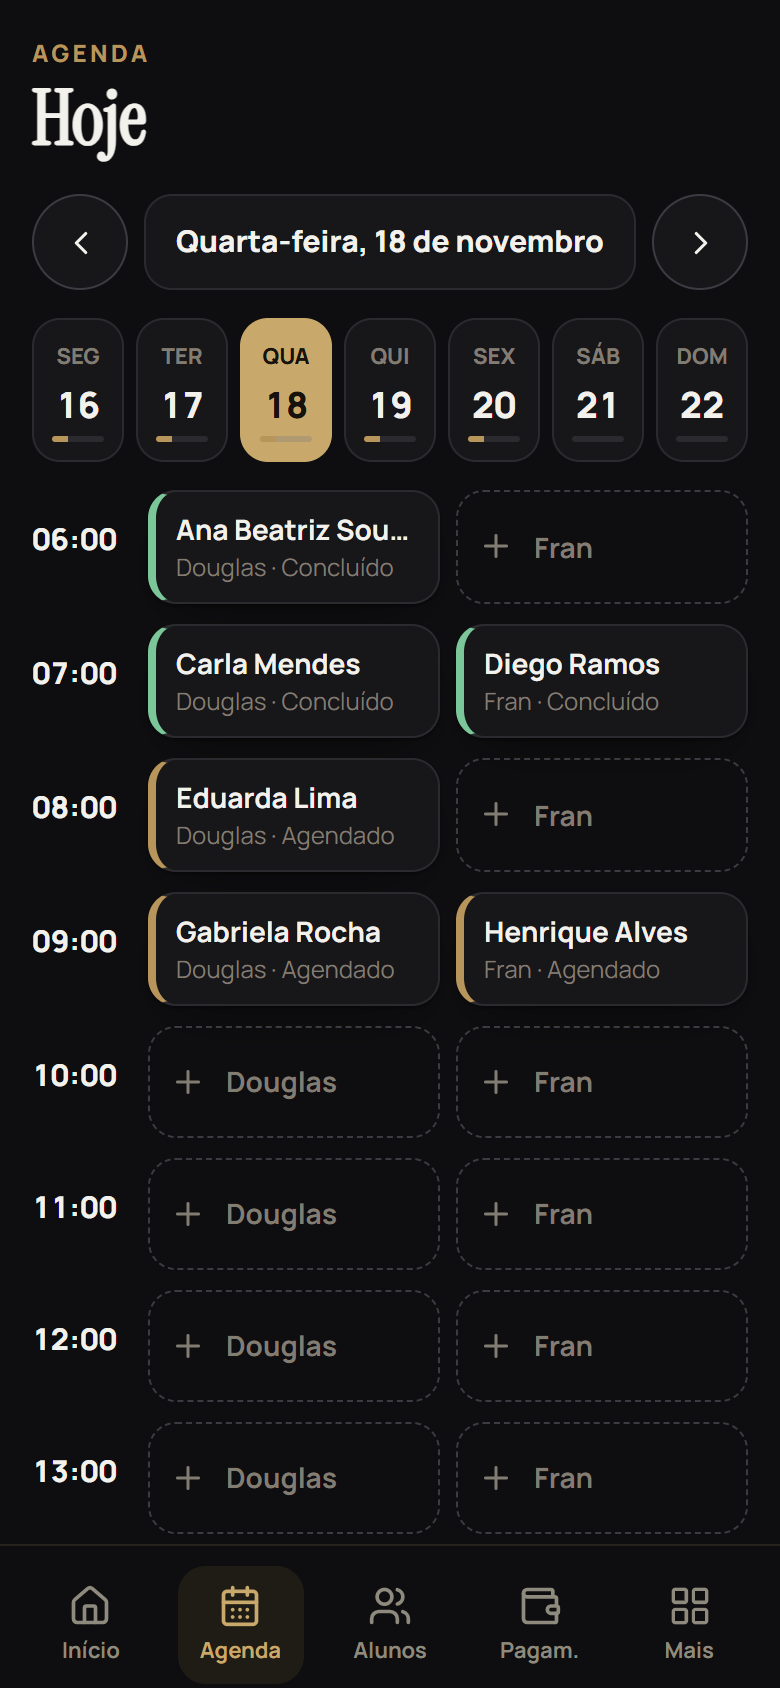 AGENDA
Hoje
Quarta-feira, 18 de novembro
SEG TER QUA QUI SEX SÁB DOM
16 17 18 19 20 21 22
06:00
Ana Beatriz Sou...
Douglas · Concluído
Fran
07:00
Carla Mendes
Douglas · Concluído
Diego Ramos
Fran · Concluído
08:00
Eduarda Lima
Douglas · Agendado
Fran
09:00
Gabriela Rocha
Douglas · Agendado
Henrique Alves
Fran · Agendado
10:00
Douglas
Fran
11:00
Douglas
Fran
12:00
Douglas
Fran
13:00
Douglas
Fran
Início Agenda Alunos Pagam. Mais